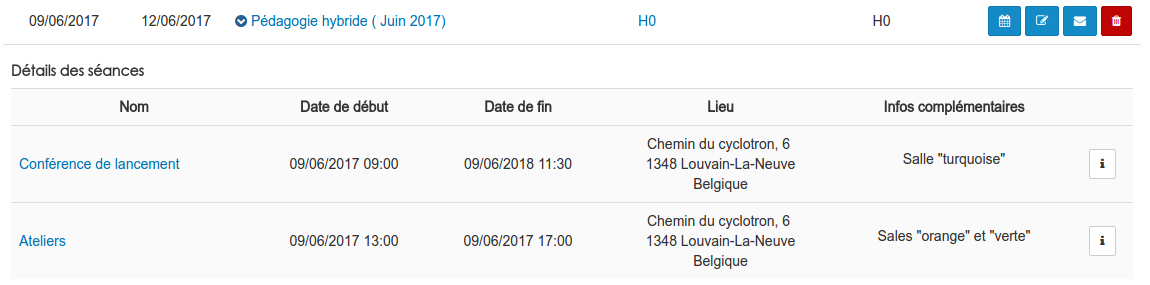 09/06/2017 12/06/2017 Pédagogie hybride ( Juin 2017) H0 H0
Détails des séances
Nom Date de début Date de fin Lieu Infos complémentaires
Conférence de lancement 09/06/2017 09:00 09/06/2018 11:30 Chemin du cyclotron, 6
1348 Louvain-La-Neuve
Belgique
Salle "turquoise"
Ateliers 09/06/2017 13:00 09/06/2017 17:00 Chemin du cyclotron, 6
1348 Louvain-La-Neuve
Belgique
Sales "orange" et "verte"